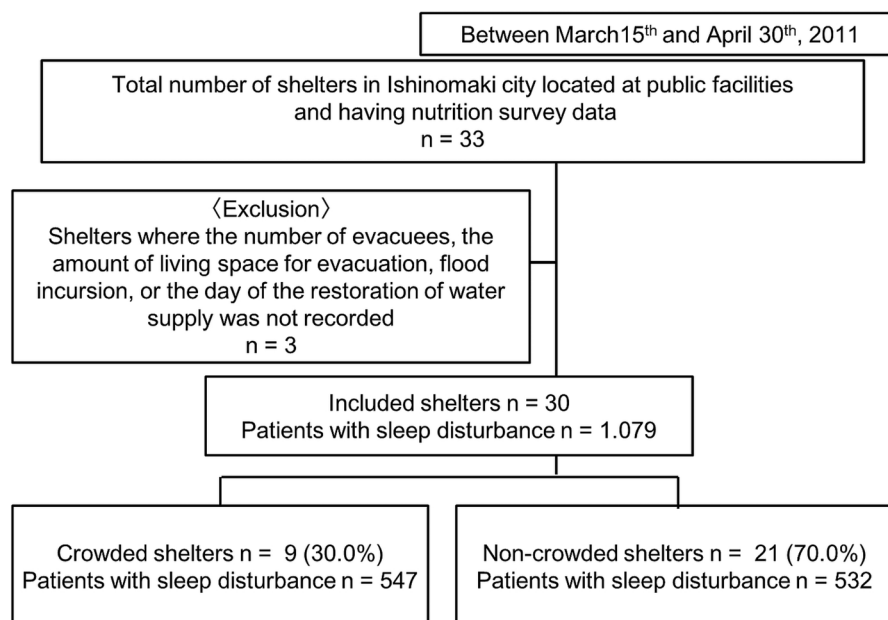 Between March15th and April 30th, 2011
Total number of shelters in Ishinomaki city located at public facilities
and having nutrition survey data
n = 33
〈Exclusion〉
Shelters where the number of evacuees, the
amount of living space for evacuation, flood
incursion, or the day of the restoration of water
supply was not recorded
n = 3
Included shelters n = 30
Patients with sleep disturbance n = 1.079
Crowded shelters n = 9 (30.0%)
Patients with sleep disturbance n = 547
Non-crowded shelters n = 21 (70.0%)
Patients with sleep disturbance n = 532